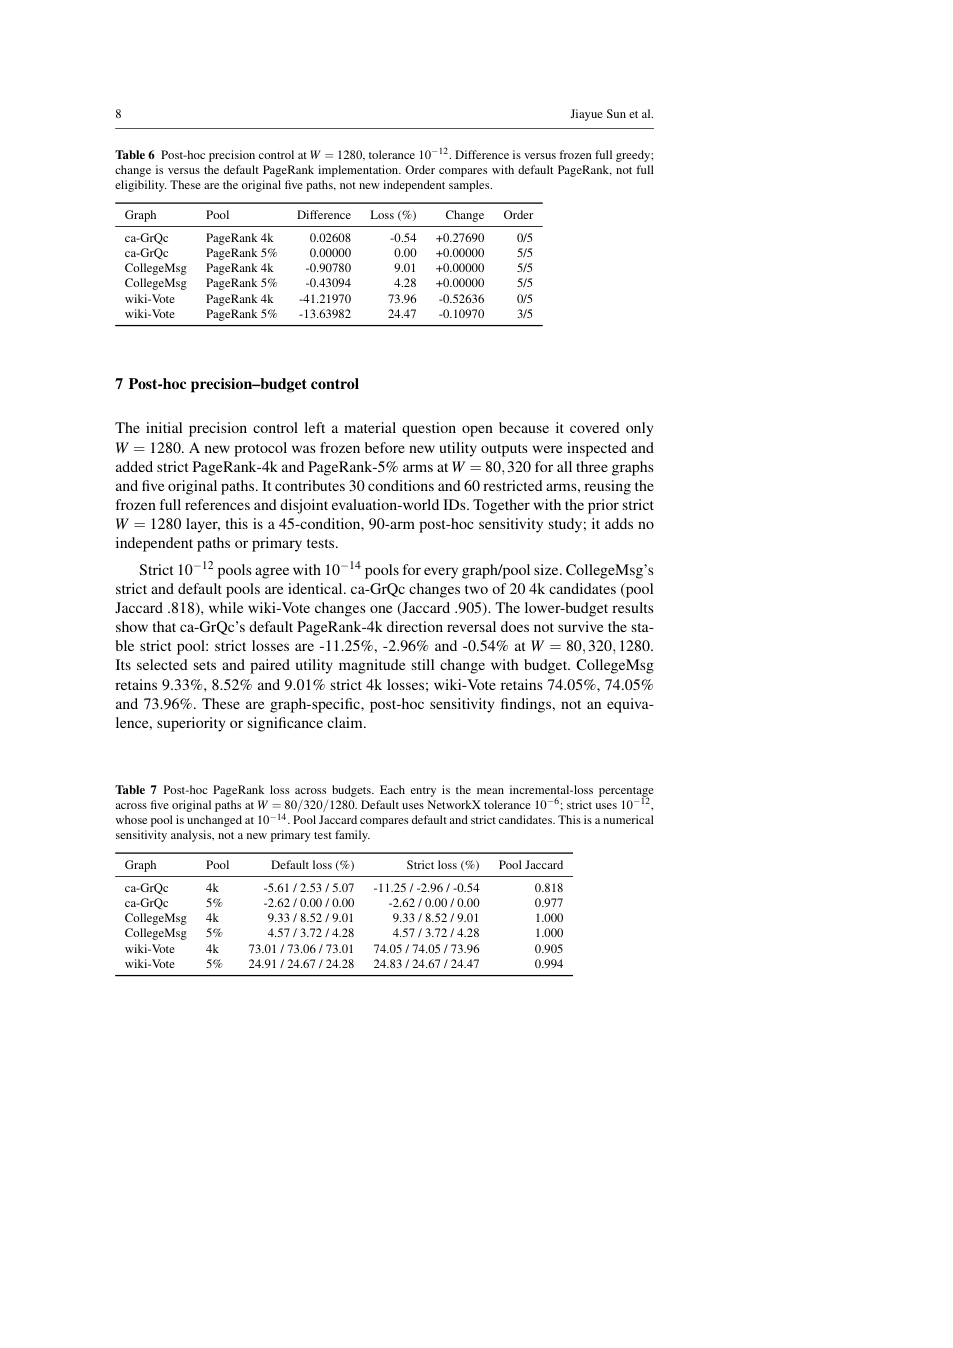 8 Jiayue Sun et al.
Table 6 Post-hoc precision control at W = 1280, tolerance 10⁻¹². Difference is versus frozen full greedy;
change is versus the default PageRank implementation. Order compares with default PageRank, not full
eligibility. These are the original five paths, not new independent samples.
Graph Pool Difference Loss (%) Change Order
ca-GrQc PageRank 4k 0.02608 -0.54 +0.27690 0/5
ca-GrQc PageRank 5% 0.00000 0.00 +0.00000 5/5
CollegeMsg PageRank 4k -0.90780 9.01 +0.00000 5/5
CollegeMsg PageRank 5% -0.43094 4.28 +0.00000 5/5
wiki-Vote PageRank 4k -41.21970 73.96 -0.52636 0/5
wiki-Vote PageRank 5% -13.63982 24.47 -0.10970 3/5
7 Post-hoc precision–budget control
The initial precision control left a material question open because it covered only
W = 1280. A new protocol was frozen before new utility outputs were inspected and
added strict PageRank-4k and PageRank-5% arms at W = 80,320 for all three graphs
and five original paths. It contributes 30 conditions and 60 restricted arms, reusing the
frozen full references and disjoint evaluation-world IDs. Together with the prior strict
W = 1280 layer, this is a 45-condition, 90-arm post-hoc sensitivity study; it adds no
independent paths or primary tests.
Strict 10⁻¹² pools agree with 10⁻¹⁴ pools for every graph/pool size. CollegeMsg's
strict and default pools are identical. ca-GrQc changes two of 20 4k candidates (pool
Jaccard .818), while wiki-Vote changes one (Jaccard .905). The lower-budget results
show that ca-GrQc's default PageRank-4k direction reversal does not survive the sta-
ble strict pool: strict losses are -11.25%, -2.96% and -0.54% at W = 80,320,1280.
Its selected sets and paired utility magnitude still change with budget. CollegeMsg
retains 9.33%, 8.52% and 9.01% strict 4k losses; wiki-Vote retains 74.05%, 74.05%
and 73.96%. These are graph-specific, post-hoc sensitivity findings, not an equiva-
lence, superiority or significance claim.
Table 7 Post-hoc PageRank loss across budgets. Each entry is the mean incremental-loss percentage
across five original paths at W = 80/320/1280. Default uses NetworkX tolerance 10⁻⁶; strict uses 10⁻¹²,
whose pool is unchanged at 10⁻¹⁴. Pool Jaccard compares default and strict candidates. This is a numerical
sensitivity analysis, not a new primary test family.
Graph Pool Default loss (%) Strict loss (%) Pool Jaccard
ca-GrQc 4k -5.61 / 2.53 / 5.07 -11.25 / -2.96 / -0.54 0.818
ca-GrQc 5% -2.62 / 0.00 / 0.00 -2.62 / 0.00 / 0.00 0.977
CollegeMsg 4k 9.33 / 8.52 / 9.01 9.33 / 8.52 / 9.01 1.000
CollegeMsg 5% 4.57 / 3.72 / 4.28 4.57 / 3.72 / 4.28 1.000
wiki-Vote 4k 73.01 / 73.06 / 73.01 74.05 / 74.05 / 73.96 0.905
wiki-Vote 5% 24.91 / 24.67 / 24.28 24.83 / 24.67 / 24.47 0.994